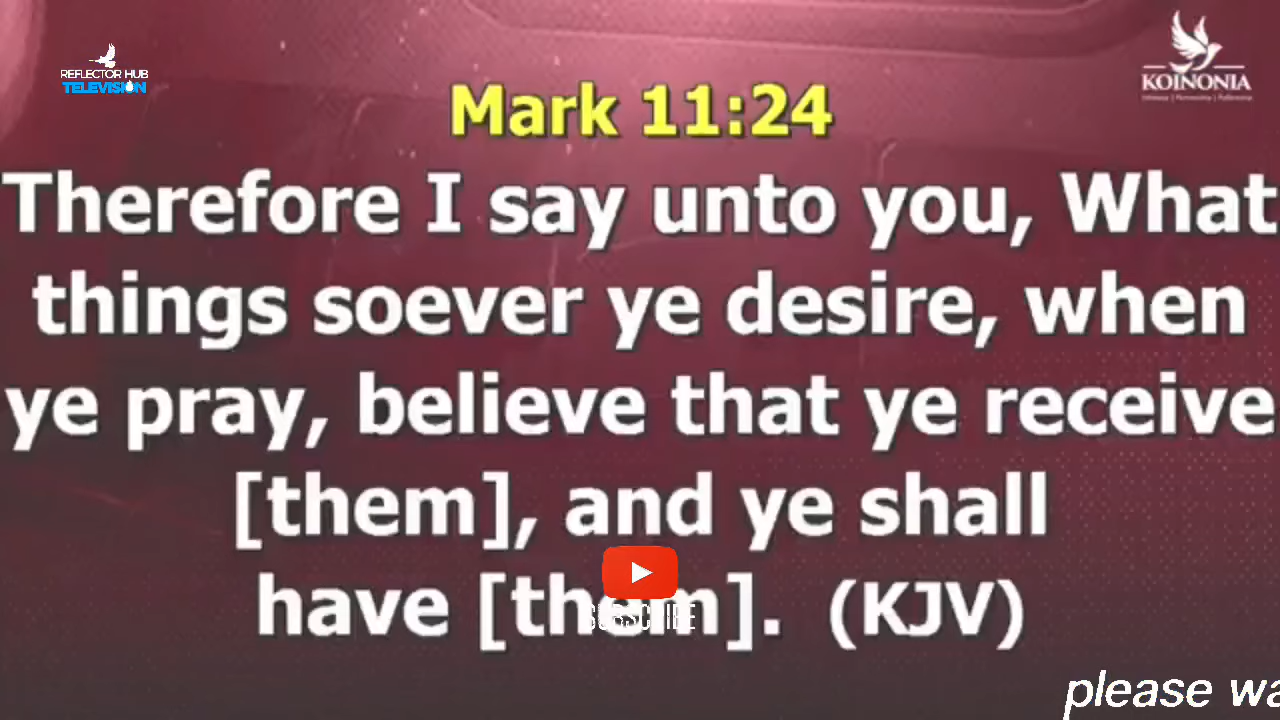 REFLECTOR HUB
TELEVISION
KOINONIA
Mark 11:24
Therefore I say unto you, What
things soever ye desire, when
ye pray, believe that ye receive
[them], and ye shall
have [them]. (KJV)
SUBSCRIBE
please wa